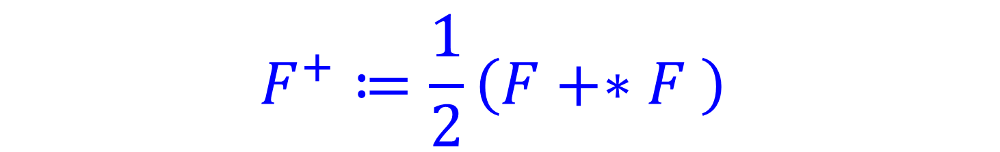 F⁺ := 1/2 (F + * F )